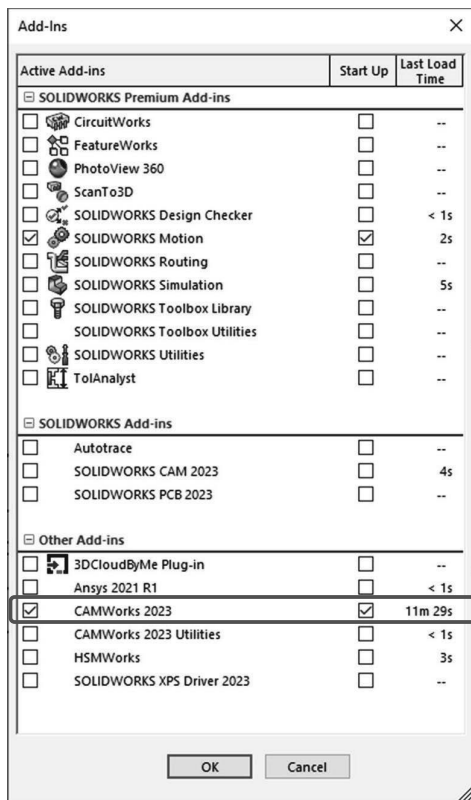 Add-Ins
Active Add-ins Start Up Last Load Time
SOLIDWORKS Premium Add-ins
CircuitWorks --
FeatureWorks --
PhotoView 360 --
ScanTo3D --
SOLIDWORKS Design Checker < 1s
SOLIDWORKS Motion 2s
SOLIDWORKS Routing --
SOLIDWORKS Simulation 5s
SOLIDWORKS Toolbox Library --
SOLIDWORKS Toolbox Utilities --
SOLIDWORKS Utilities --
TolAnalyst --
SOLIDWORKS Add-ins
Autotrace --
SOLIDWORKS CAM 2023 4s
SOLIDWORKS PCB 2023 --
Other Add-ins
3DCloudByMe Plug-in --
Ansys 2021 R1 < 1s
CAMWorks 2023 11m 29s
CAMWorks 2023 Utilities < 1s
HSMWorks 3s
SOLIDWORKS XPS Driver 2023 --
OK Cancel